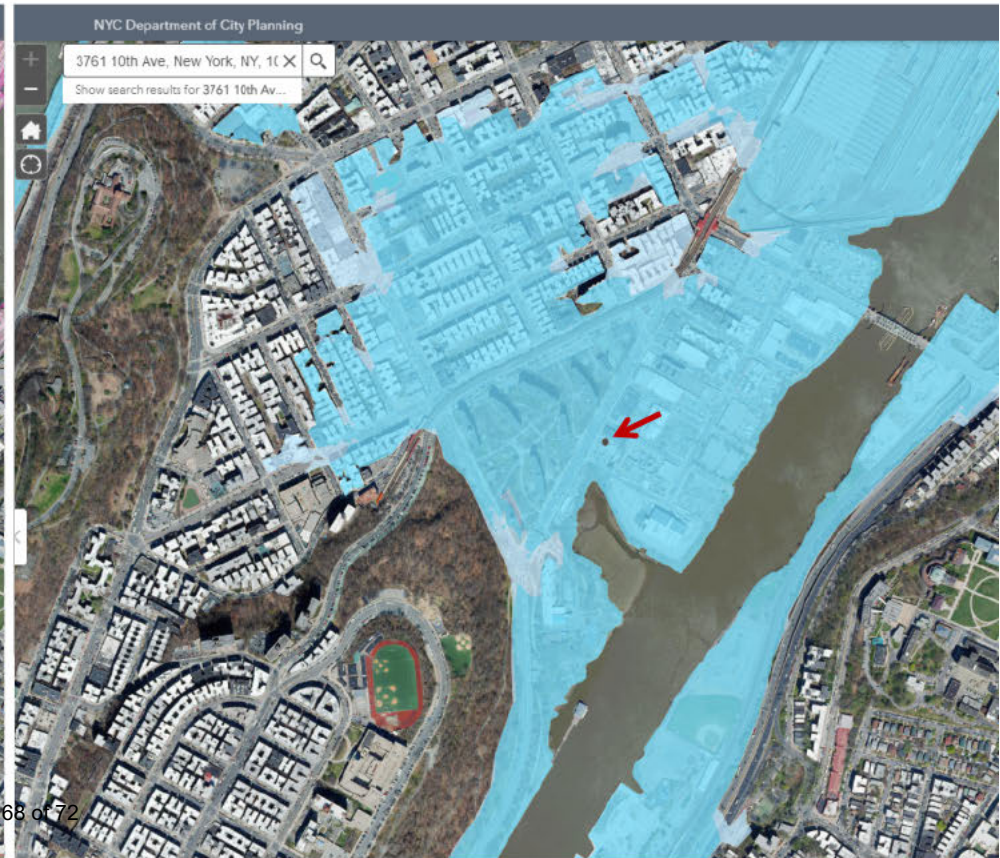 NYC Department of City Planning
3761 10th Ave, New York, NY, 10
Show search results for 3761 10th Av...
68 of 72